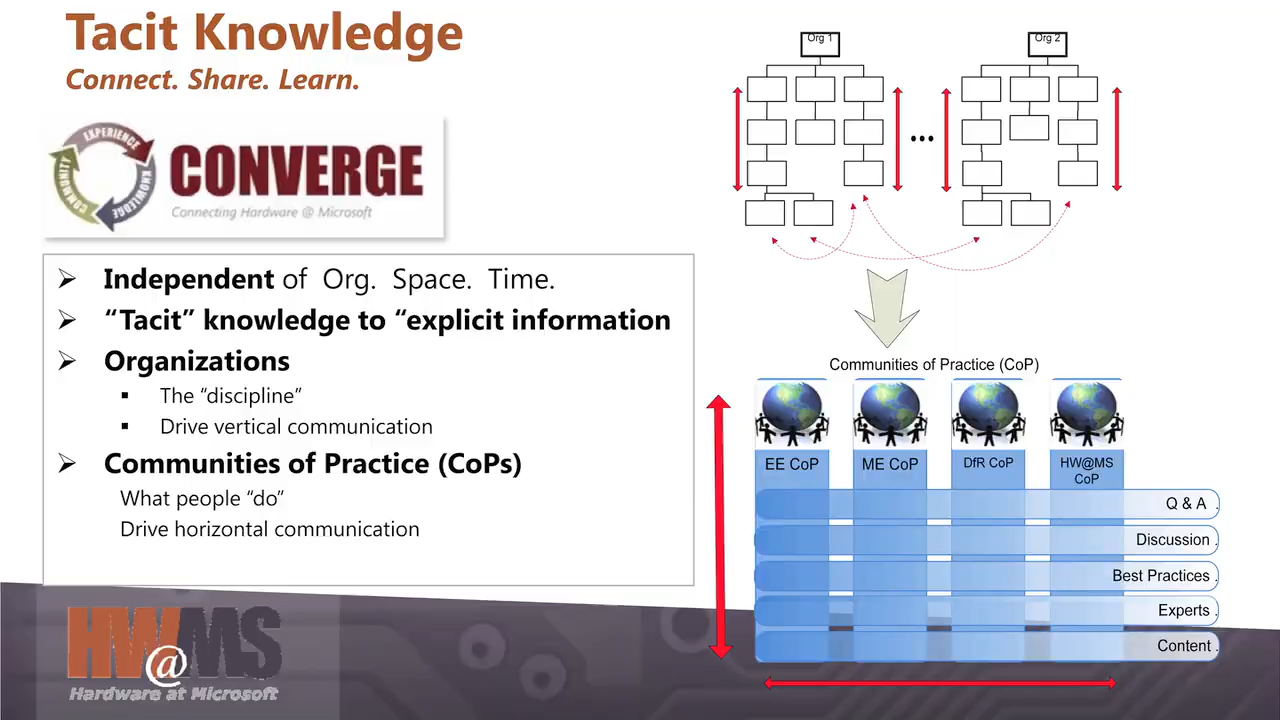 Tacit Knowledge
Connect. Share. Learn.
EXPERIENCE
KNOWLEDGE
COMMUNITY
CONVERGE
Connecting Hardware @ Microsoft
➢ Independent of Org. Space. Time.
➢ “Tacit” knowledge to “explicit information
➢ Organizations
▪ The “discipline”
▪ Drive vertical communication
➢ Communities of Practice (CoPs)
What people “do”
Drive horizontal communication
HW@MS
Hardware at Microsoft
Org 1
Org 2
...
Communities of Practice (CoP)
EE CoP
ME CoP
DfR CoP
HW@MS
CoP
Q & A .
Discussion .
Best Practices .
Experts .
Content .